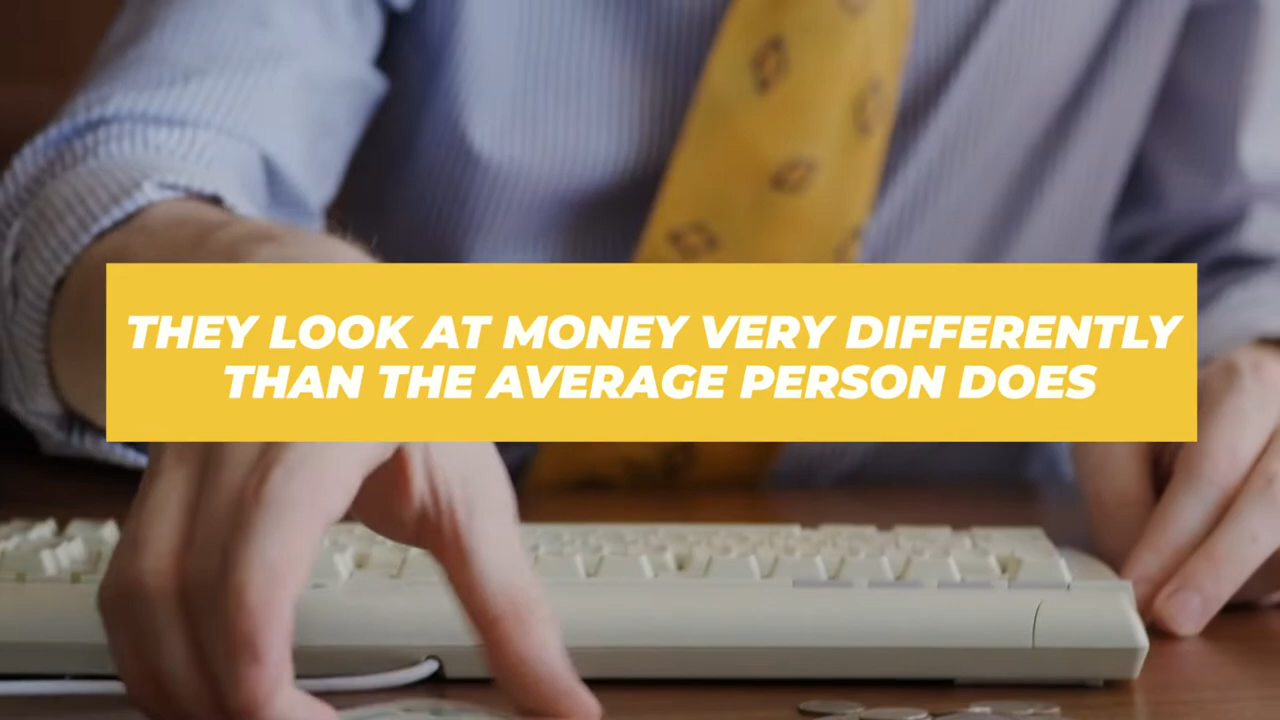 THEY LOOK AT MONEY VERY DIFFERENTLY
THAN THE AVERAGE PERSON DOES